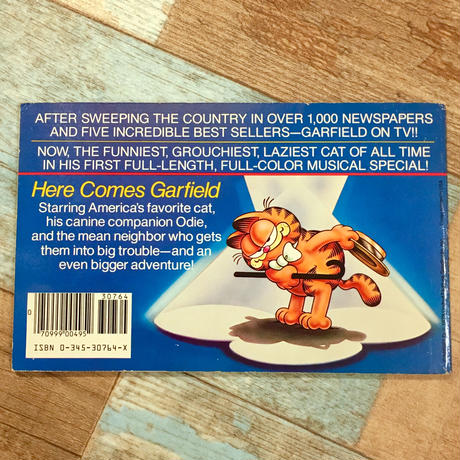 AFTER SWEEPING THE COUNTRY IN OVER 1,000 NEWSPAPERS
AND FIVE INCREDIBLE BEST SELLERS—GARFIELD ON TV!!
NOW, THE FUNNIEST, GROUCHIEST, LAZIEST CAT OF ALL TIME
IN HIS FIRST FULL-LENGTH, FULL-COLOR MUSICAL SPECIAL!
Here Comes Garfield
Starring America's favorite cat,
his canine companion Odie,
and the mean neighbor who gets
them into big trouble—and an
even bigger adventure!
30764
0
70999 00495
ISBN 0-345-30764-X